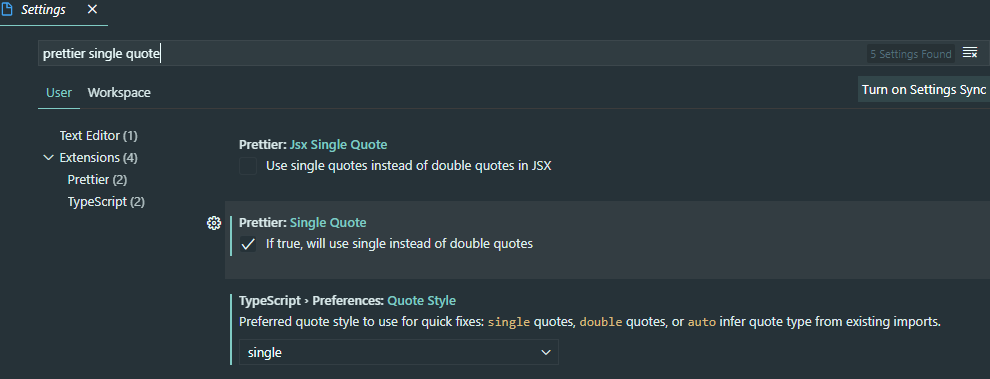 Settings
prettier single quote
5 Settings Found
User Workspace
Turn on Settings Sync
Text Editor (1)
Extensions (4)
Prettier (2)
TypeScript (2)
Prettier: Jsx Single Quote
Use single quotes instead of double quotes in JSX
Prettier: Single Quote
If true, will use single instead of double quotes
TypeScript › Preferences: Quote Style
Preferred quote style to use for quick fixes: single quotes, double quotes, or auto infer quote type from existing imports.
single